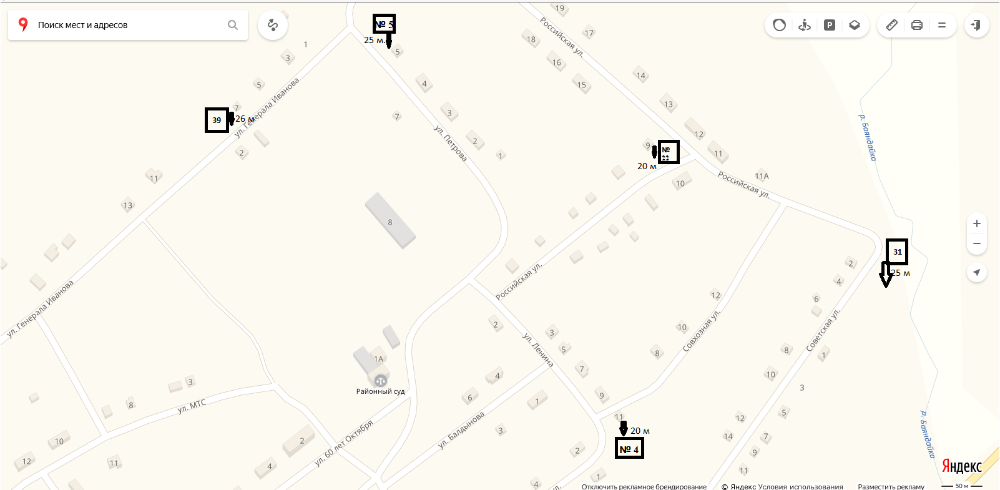 Поиск мест и адресов
№ 5
25 м.
5
1
3
5
7
39
26 м
ул. Генерала Иванова
2
11
13
4
3
7
2
1
ул. Петрова
8
19
17
18
16
15
14
13
12
11
Российская ул.
9
№
22
20 м
10
Российская ул.
11А
р. Баяндайка
31
25 м
2
4
6
8
10
12
14
Советская ул.
1
3
5
7
9
11
Российская ул.
12
10
8
Совхозная ул.
2
3
5
7
9
11
ул. Ленина
20 м
№ 4
2
1
4
ул.
4
6
1
3
ул. Балдынова
1А
Районный суд
ул. 60 лет Октября
2
4
ул. Генерала Иванова
3
8
ул. МТС
10
12
11
р. Баяндайка
Яндекс
Отключить рекламное брендирование
© Яндекс Условия использования
Разместить рекламу
50 м